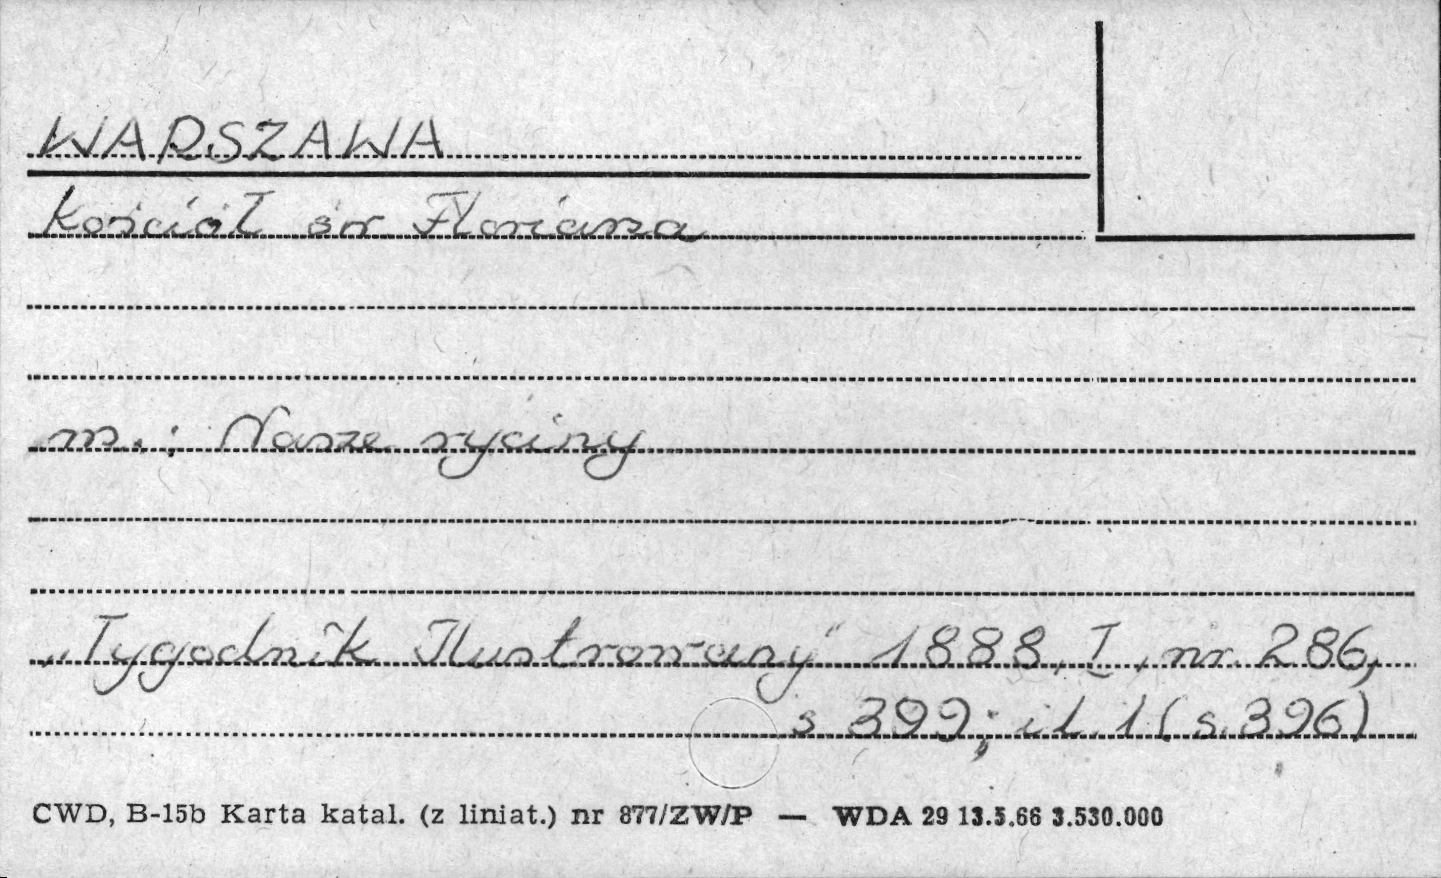 WARSZAWA
Kościół św Floriana
m.: Nasze ryciny
„Tygodnik Ilustrowany” 1888, I, nr. 286,
s 399; il. 1 (s. 396)
CWD, B-15b Karta katal. (z liniat.) nr 877/ZW/P — WDA 29 13.5.66 3.530.000